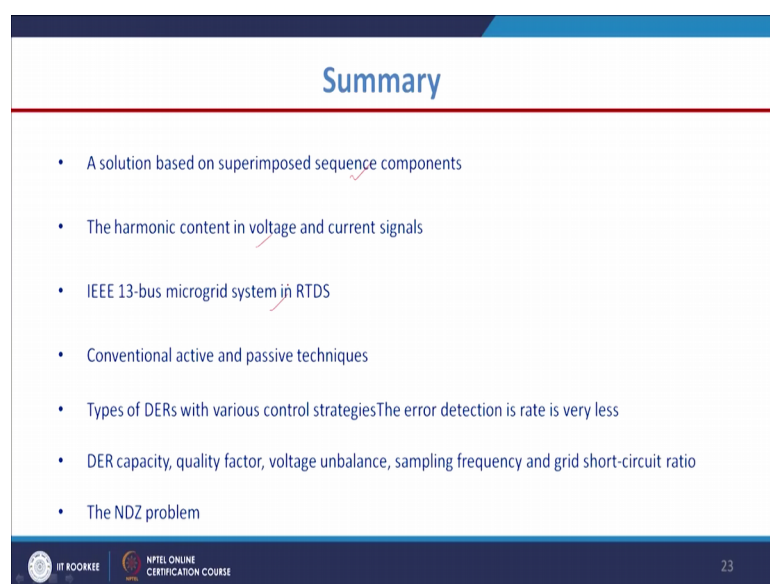 Summary
• A solution based on superimposed sequence components
• The harmonic content in voltage and current signals
• IEEE 13-bus microgrid system in RTDS
• Conventional active and passive techniques
• Types of DERs with various control strategiesThe error detection is rate is very less
• DER capacity, quality factor, voltage unbalance, sampling frequency and grid short-circuit ratio
• The NDZ problem
IIT ROORKEE
NPTEL ONLINE
CERTIFICATION COURSE
23